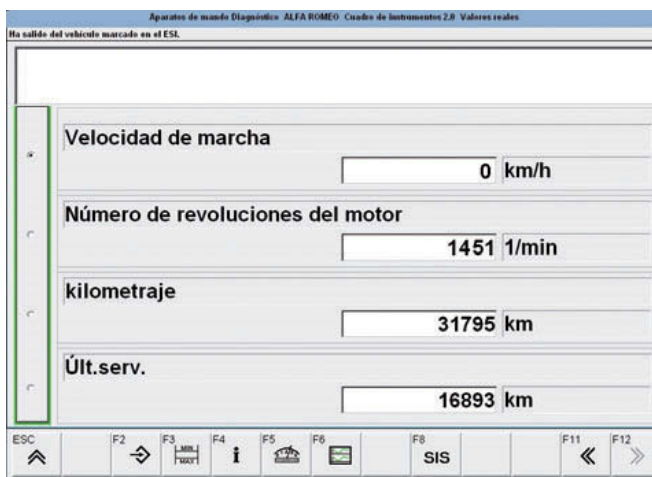 Aparatos de mando Diagnóstico ALFA ROMEO Cuadro de instrumentos 2.0 Valores reales
Ha salido del vehículo marcado en el ESI.
Velocidad de marcha
0 km/h
Número de revoluciones del motor
1451 1/min
kilometraje
31795 km
Últ.serv.
16893 km
ESC F2 F3 F4 F5 F6 F8 F11 F12
MIN
MAX
i
SIS